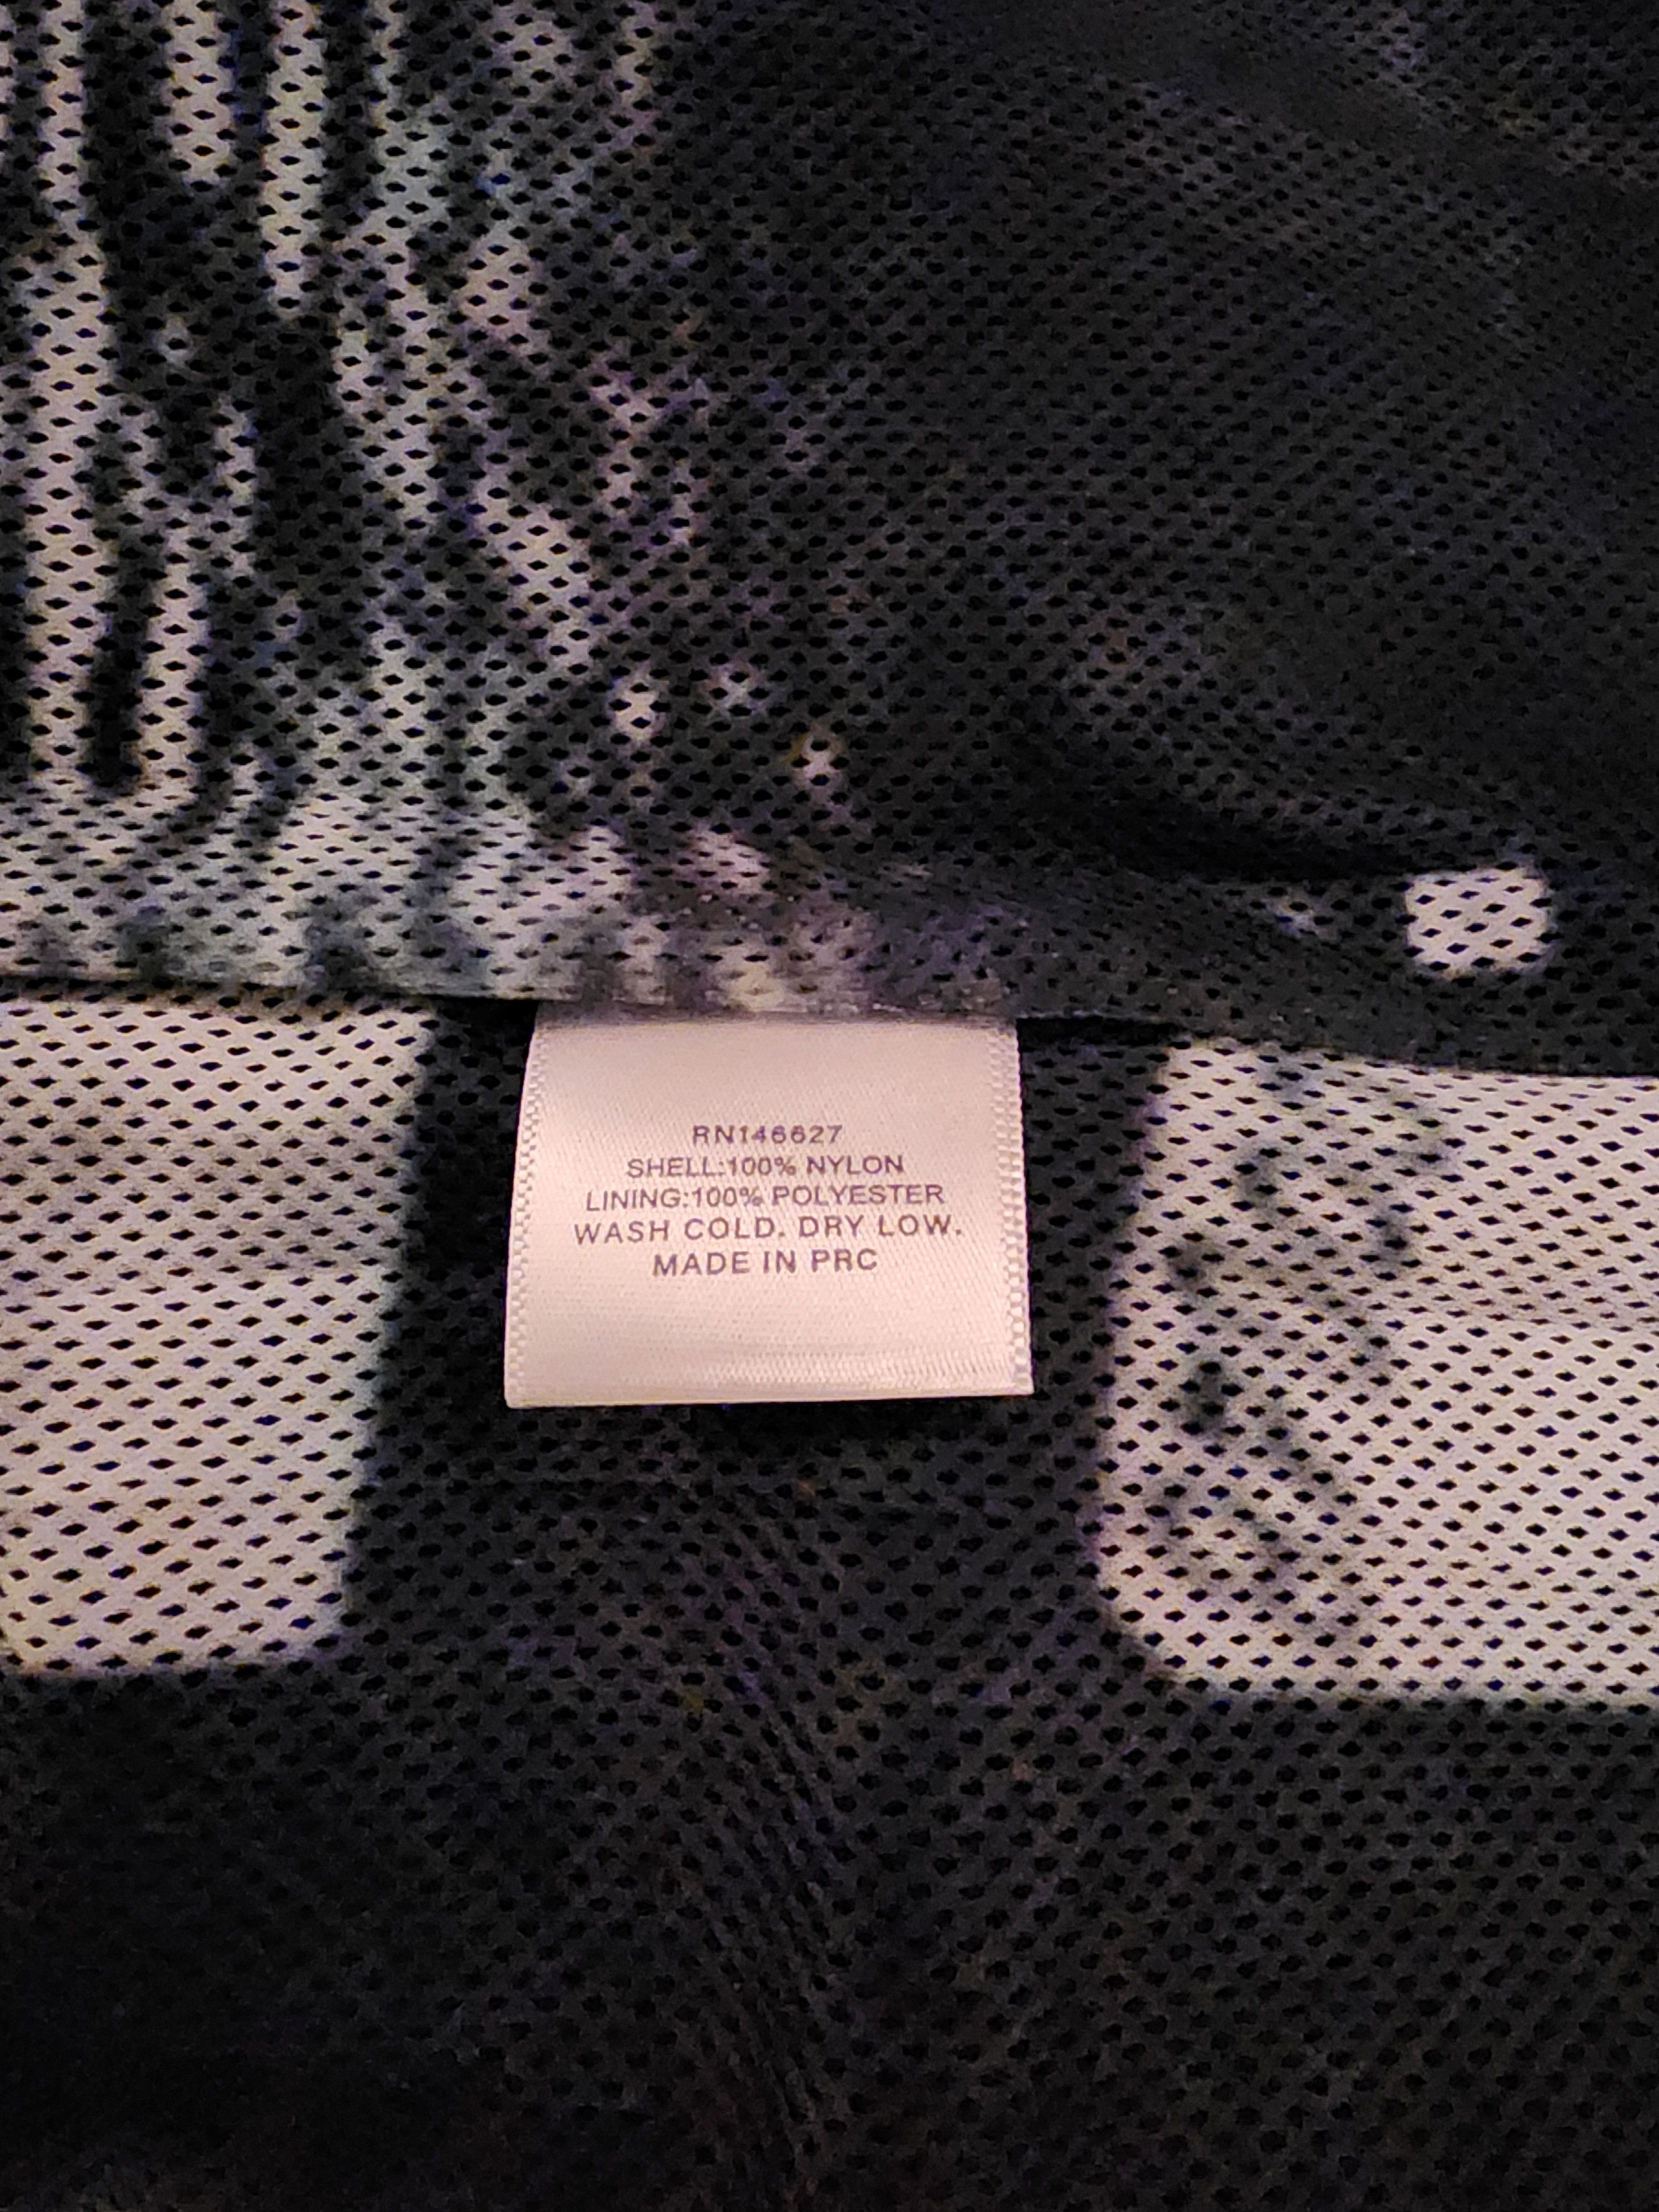 RN146627
SHELL:100% NYLON
LINING:100% POLYESTER
WASH COLD. DRY LOW.
MADE IN PRC